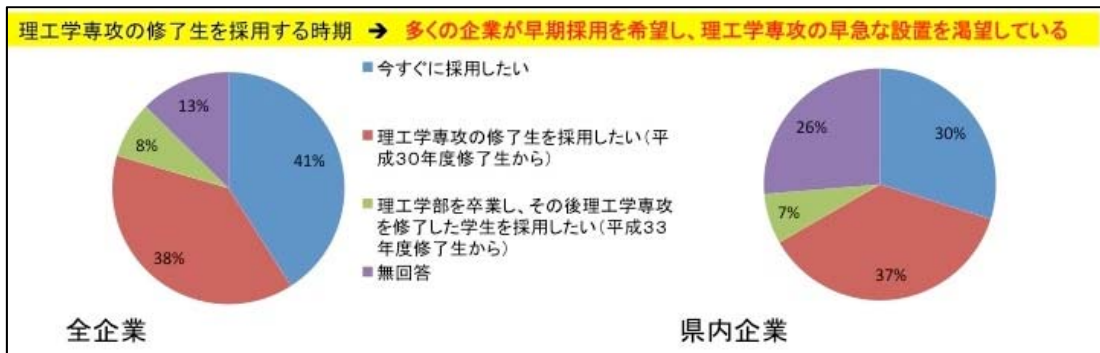 理工学専攻の修了生を採用する時期 → 多くの企業が早期採用を希望し、理工学専攻の早急な設置を渇望している
今すぐに採用したい
理工学専攻の修了生を採用したい(平
成30年度修了生から)
理工学部を卒業し、その後理工学専攻
を修了した学生を採用したい(平成33
年度修了生から)
無回答
13%
8%
41%
38%
全企業
26%
30%
7%
37%
県内企業